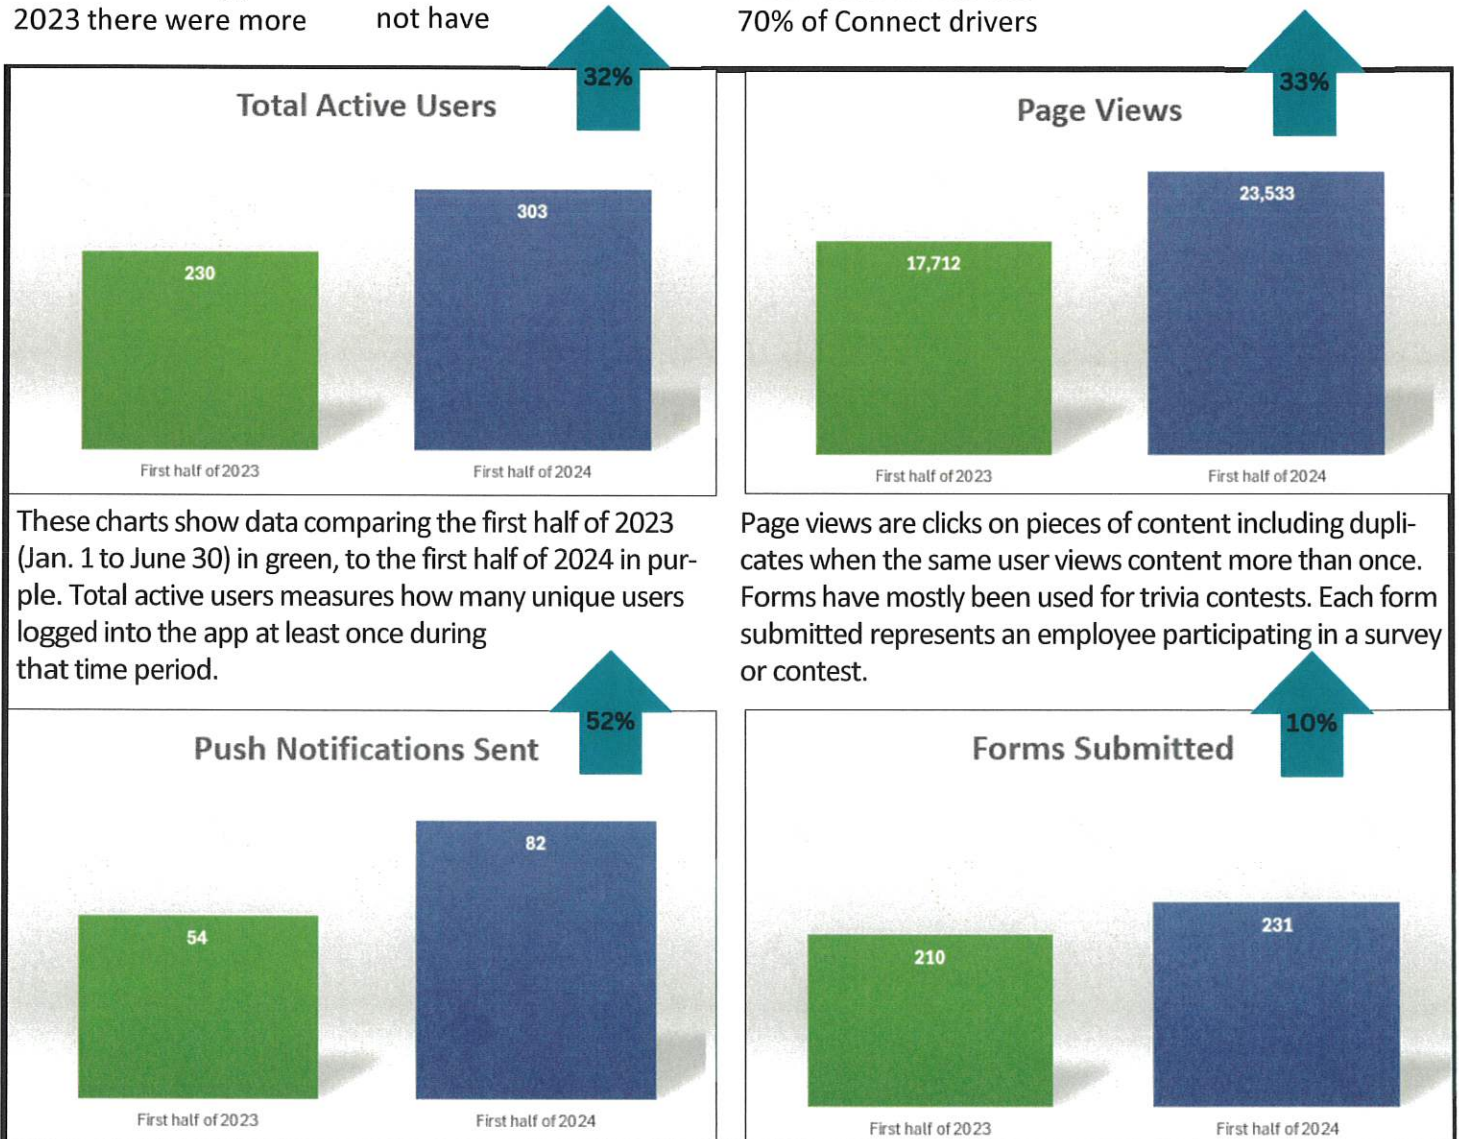 2023 there were more
not have
70% of Connect drivers
32%
Total Active Users
230
303
First half of 2023
First half of 2024
33%
Page Views
17,712
23,533
First half of 2023
First half of 2024
These charts show data comparing the first half of 2023
(Jan. 1 to June 30) in green, to the first half of 2024 in pur-
ple. Total active users measures how many unique users
logged into the app at least once during
that time period.
Page views are clicks on pieces of content including dupli-
cates when the same user views content more than once.
Forms have mostly been used for trivia contests. Each form
submitted represents an employee participating in a survey
or contest.
52%
Push Notifications Sent
54
82
First half of 2023
First half of 2024
10%
Forms Submitted
210
231
First half of 2023
First half of 2024